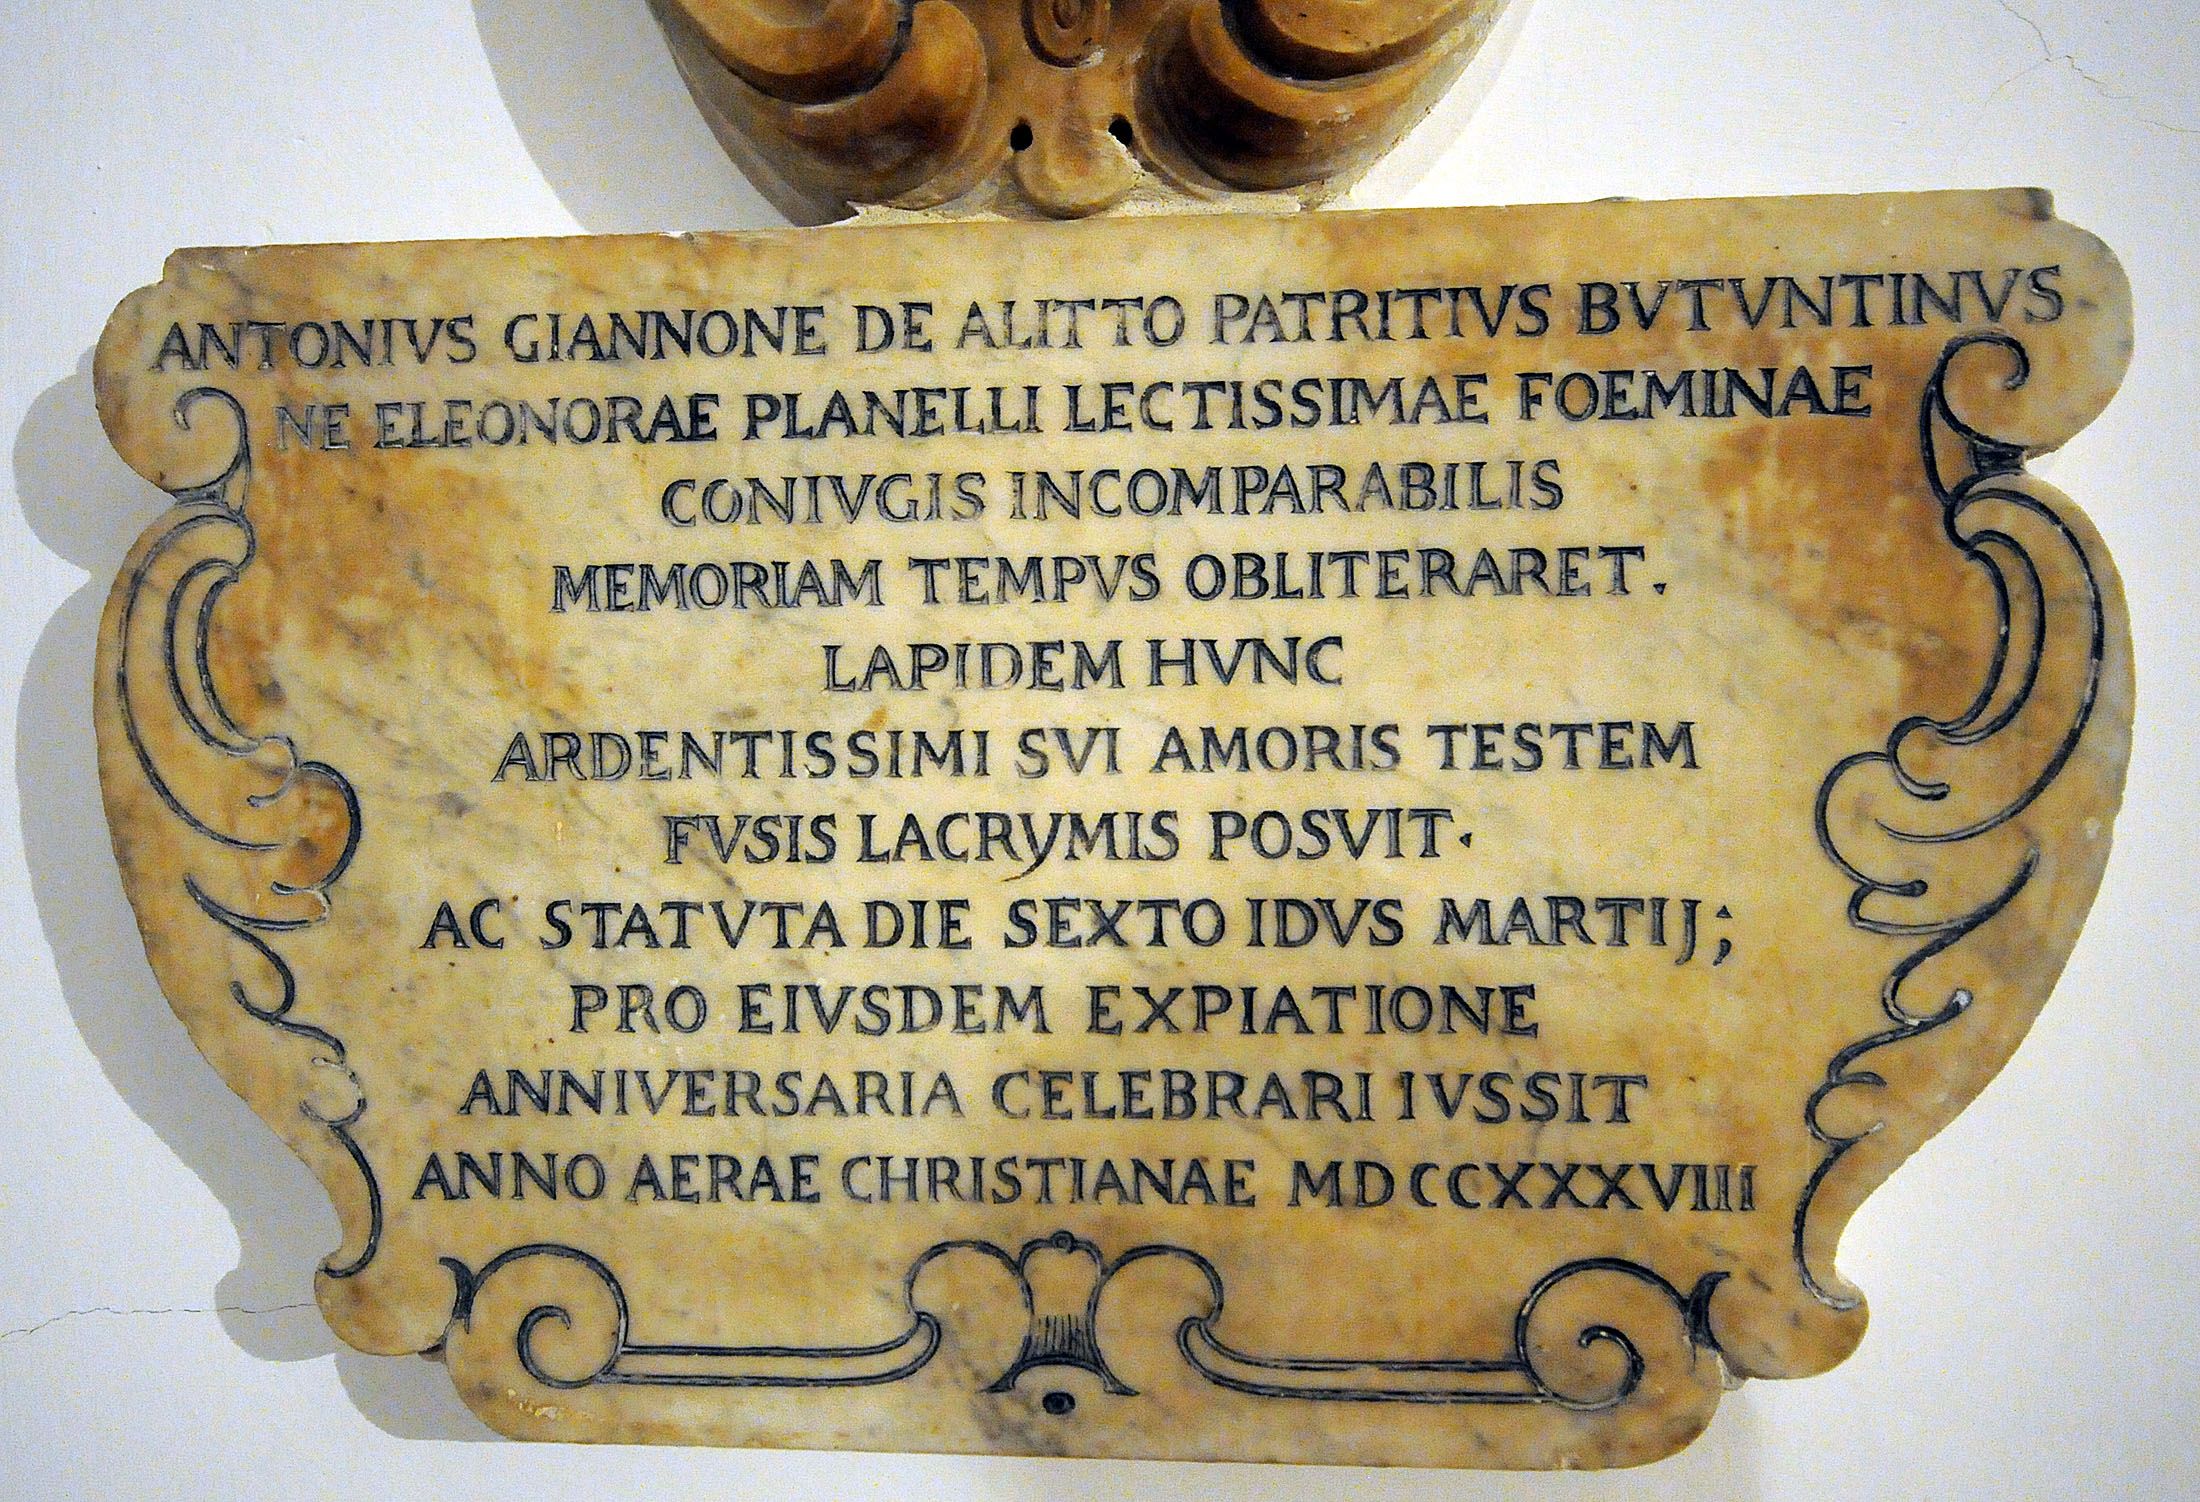 ANTONIVS GIANNONE DE ALITTO PATRITIVS BVTVNTINVS
NE ELEONORAE PLANELLI LECTISSIMAE FOEMINAE
CONIVGIS INCOMPARABILIS
MEMORIAM TEMPVS OBLITERARET.
LAPIDEM HVNC
ARDENTISSIMI SVI AMORIS TESTEM
FVSIS LACRYMIS POSVIT.
AC STATVTA DIE SEXTO IDVS MARTIJ;
PRO EIVSDEM EXPIATIONE
ANNIVERSARIA CELEBRARI IVSSIT
ANNO AERAE CHRISTIANAE MDCCXXXVIII